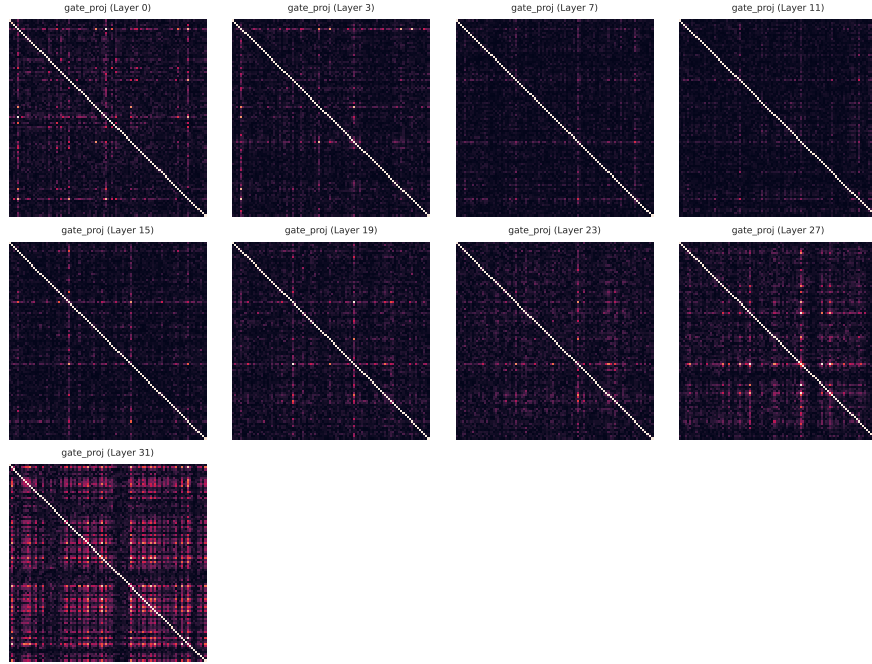 gate_proj (Layer 0)
gate_proj (Layer 3)
gate_proj (Layer 7)
gate_proj (Layer 11)
gate_proj (Layer 15)
gate_proj (Layer 19)
gate_proj (Layer 23)
gate_proj (Layer 27)
gate_proj (Layer 31)